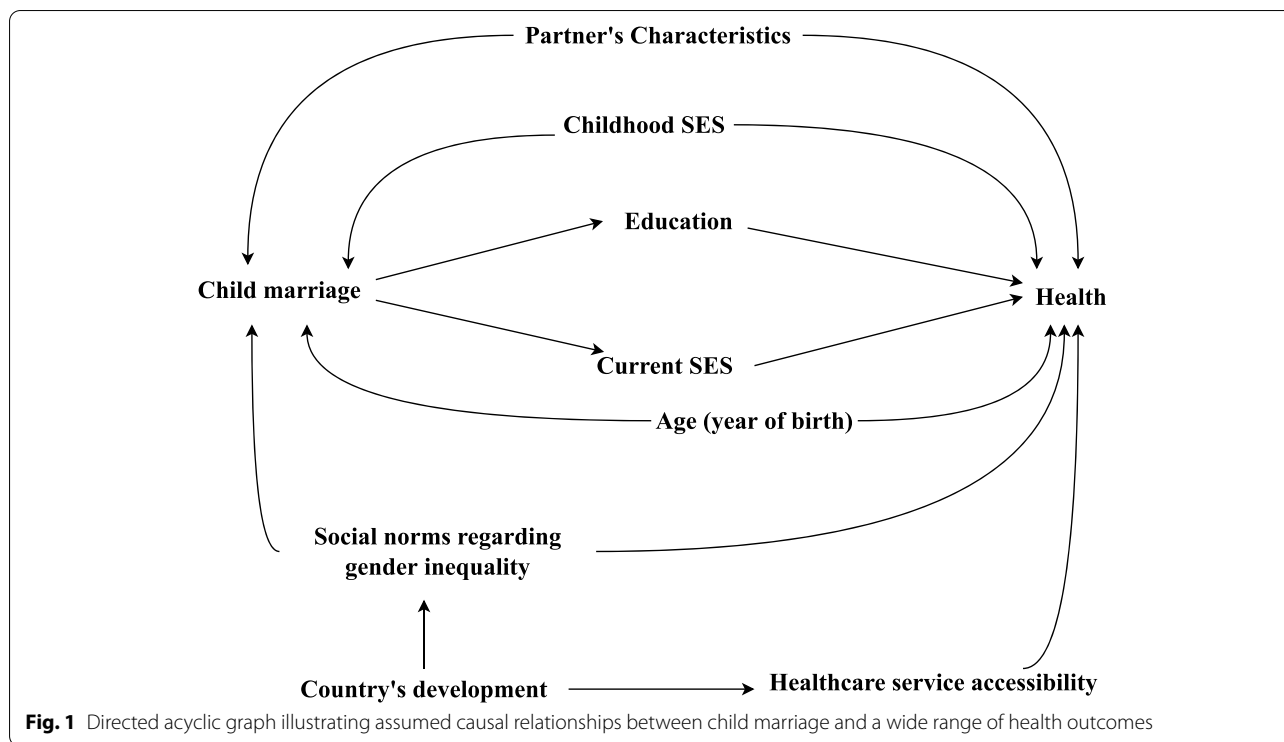 Partner's Characteristics
Childhood SES
Education
Child marriage
Health
Current SES
Age (year of birth)
Social norms regarding
gender inequality
Country's development
Healthcare service accessibility
Fig. 1 Directed acyclic graph illustrating assumed causal relationships between child marriage and a wide range of health outcomes